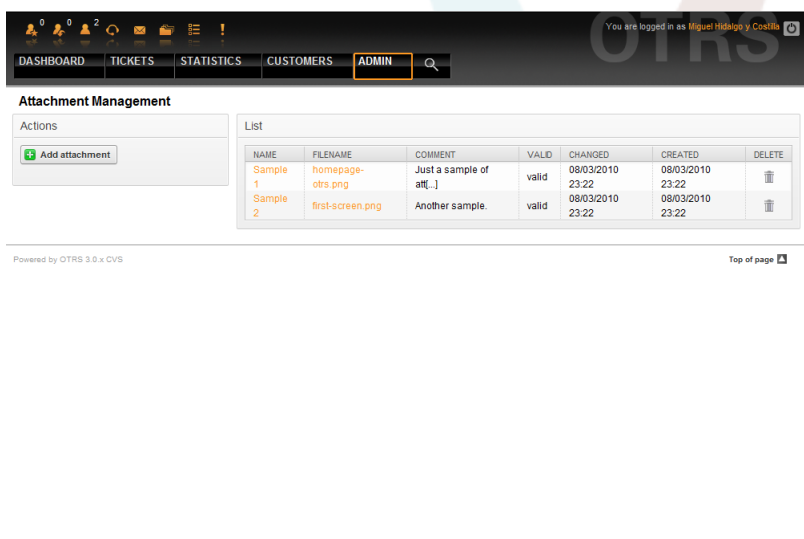 0 0 2
You are logged in as Miguel Hidalgo y Costilla
OTRS
DASHBOARD TICKETS STATISTICS CUSTOMERS ADMIN
Attachment Management
Actions
Add attachment
List
NAME FILENAME COMMENT VALID CHANGED CREATED DELETE
Sample homepage- Just a sample of valid 08/03/2010 08/03/2010
1 otrs.png att[...] 23:22 23:22
Sample first-screen.png Another sample. valid 08/03/2010 08/03/2010
2 23:22 23:22
Powered by OTRS 3.0.x CVS
Top of page